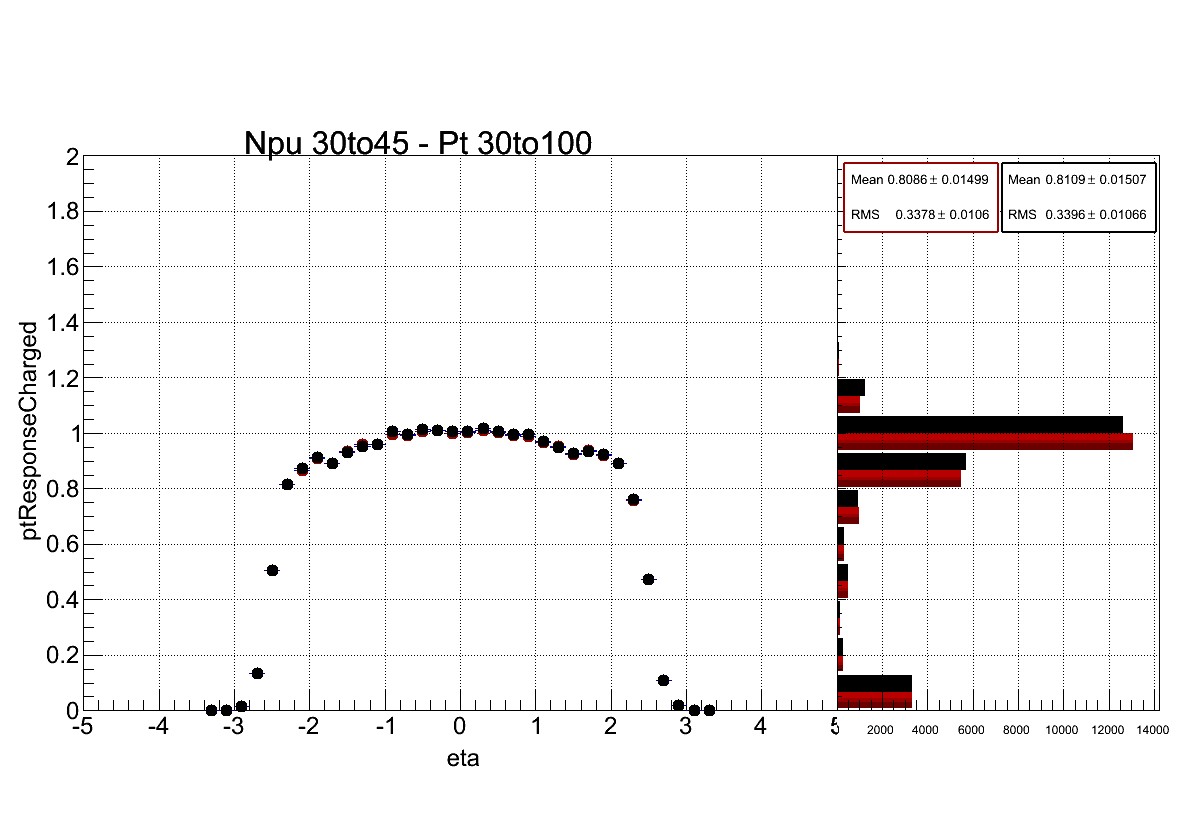 Npu 30to45 - Pt 30to100
ptResponseCharged
2
1.8
1.6
1.4
1.2
1
0.8
0.6
0.4
0.2
0
-5 -4 -3 -2 -1 0 1 2 3 4 5
eta
Mean 0.8086 ± 0.01499
RMS 0.3378 ± 0.0106
Mean 0.8109 ± 0.01507
RMS 0.3396 ± 0.01066
2000 4000 6000 8000 10000 12000 14000